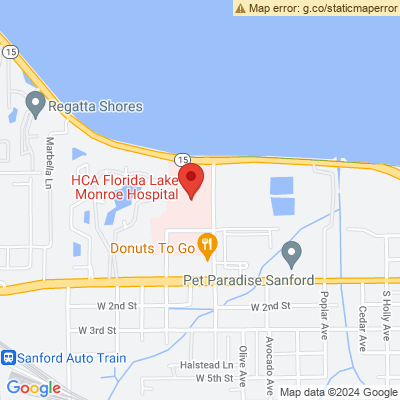 Map error: g.co/staticmaperror
15
Regatta Shores
Marbella Ln
15
HCA Florida Lake
Monroe Hospital
Donuts To Go
Pet Paradise Sanford
W 2nd St
W 2nd St
Poplar Ave
Cedar Ave
S Holly Ave
W 3rd St
Sanford Auto Train
Halstead Ln
W 5th St
Olive Ave
Avocado Ave
Google
Map data ©2024 Google